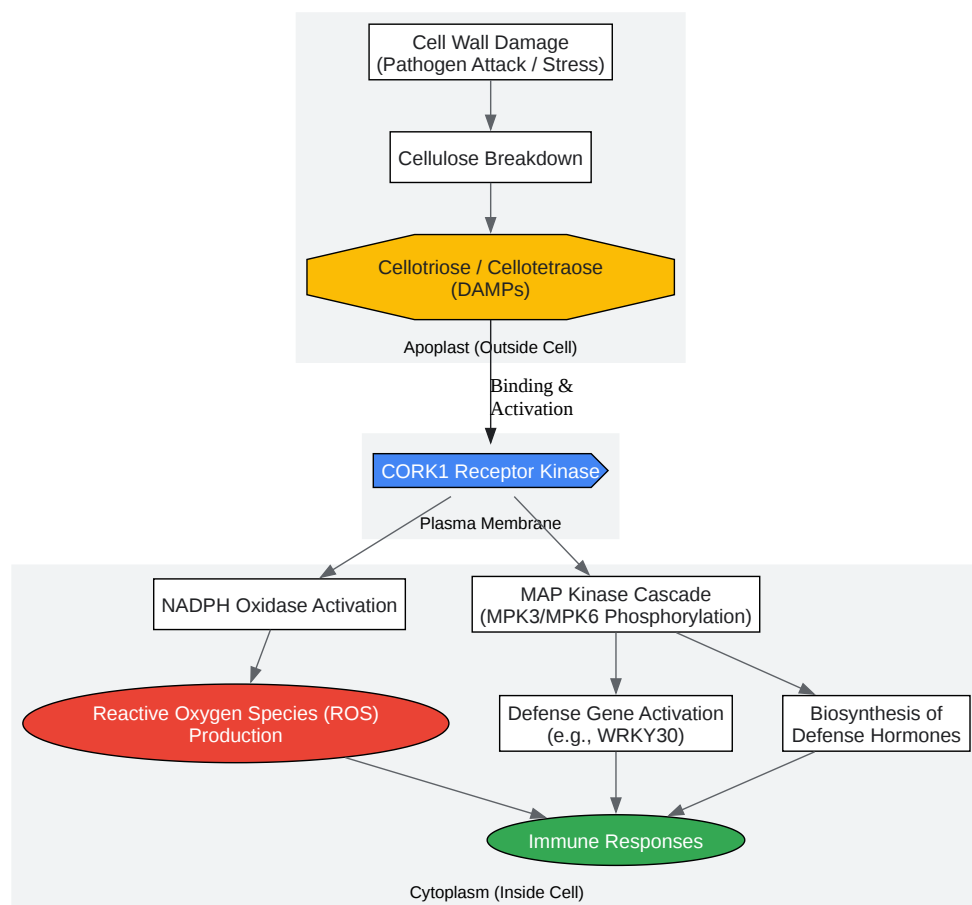 Cell Wall Damage
(Pathogen Attack / Stress)
Cellulose Breakdown
Cellotriose / Cellotetraose
(DAMPs)
Apoplast (Outside Cell)
Binding &
Activation
CORK1 Receptor Kinase
Plasma Membrane
NADPH Oxidase Activation
MAP Kinase Cascade
(MPK3/MPK6 Phosphorylation)
Reactive Oxygen Species (ROS)
Production
Defense Gene Activation
(e.g., WRKY30)
Biosynthesis of
Defense Hormones
Immune Responses
Cytoplasm (Inside Cell)